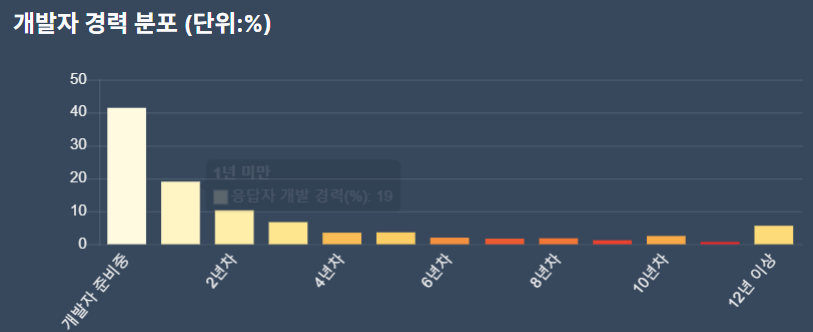 개발자 경력 분포 (단위:%)
50
40
30
20
10
0
1년 미만
응답자 개발 경력(%): 19
개발자 준비중
2년차
4년차
6년차
8년차
10년차
12년 이상